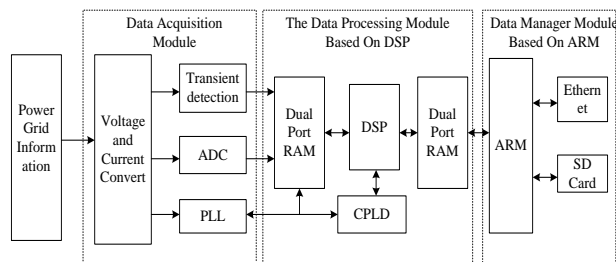 Data Acquisition
Module
The Data Processing Module
Based On DSP
Data Manager Module
Based On ARM
Power
Grid
Inform
ation
Voltage
and
Current
Convert
Transient
detection
ADC
PLL
Dual
Port
RAM
DSP
CPLD
Dual
Port
RAM
ARM
Ethern
et
SD
Card